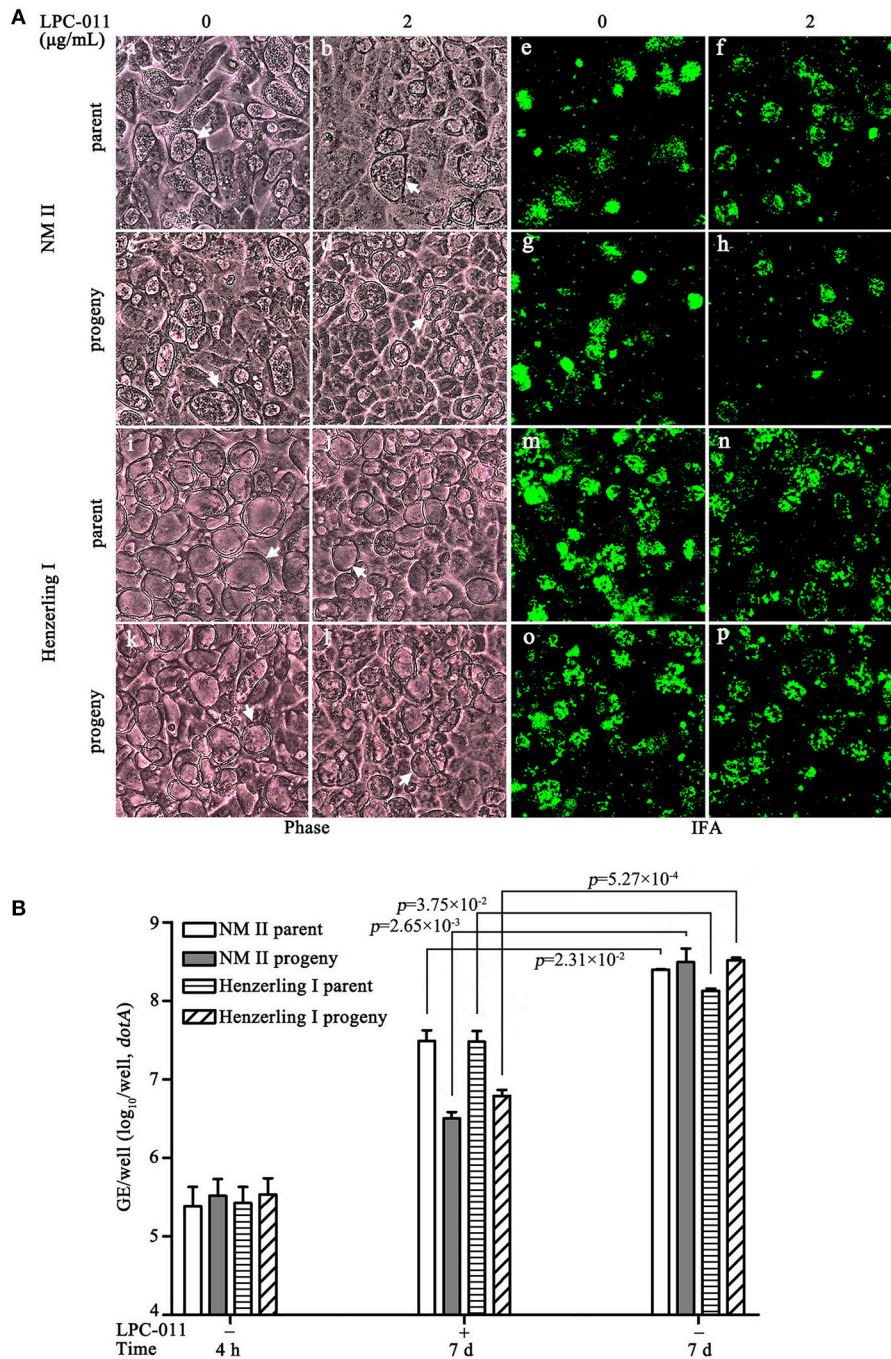 A
LPC-011 0 2 0 2
(μg/mL)
a b e f
parent
NM II
c d g h
progeny
i j m n
parent
Henzerling I
k l o p
progeny
Phase IFA
B
p=5.27×10⁻⁴
p=3.75×10⁻²
p=2.65×10⁻³
p=2.31×10⁻²
NM II parent
NM II progeny
Henzerling I parent
Henzerling I progeny
GE/well (log₁₀/well, dotA)
9
8
7
6
5
4
LPC-011 − + −
Time 4 h 7 d 7 d